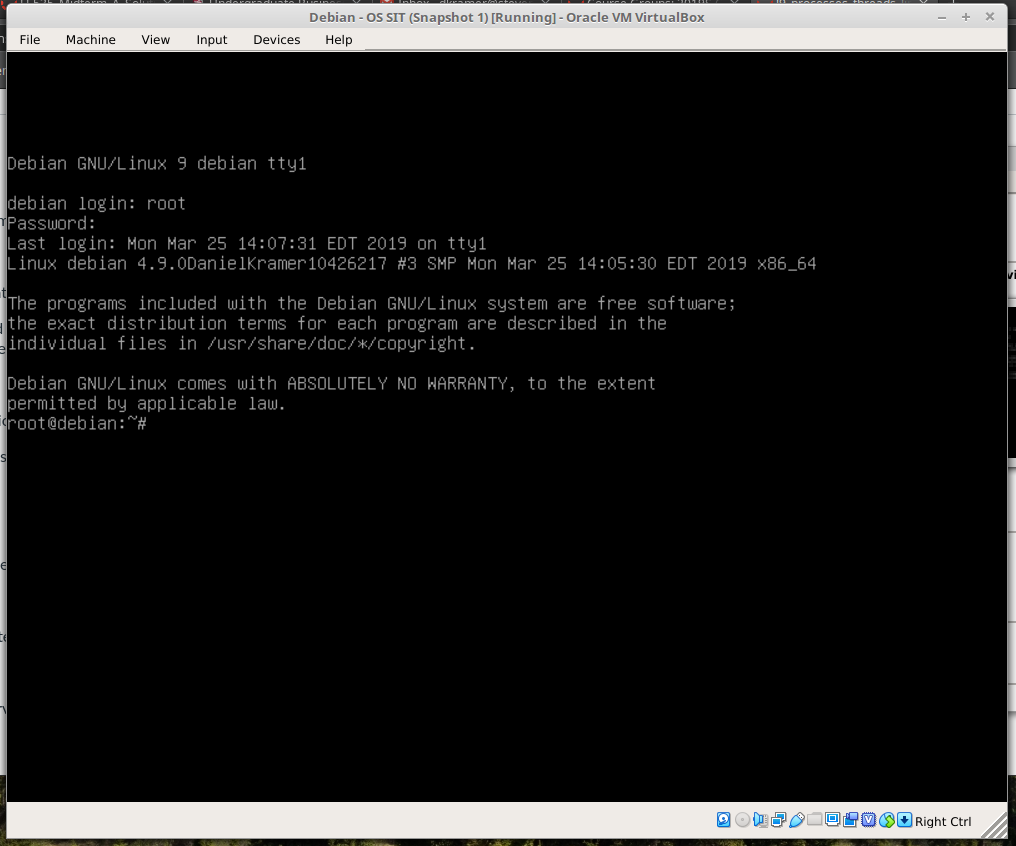 Debian - OS SIT (Snapshot 1) [Running] - Oracle VM VirtualBox
File Machine View Input Devices Help
Debian GNU/Linux 9 debian tty1
debian login: root
Password:
Last login: Mon Mar 25 14:07:31 EDT 2019 on tty1
Linux debian 4.9.0DanielKramer10426217 #3 SMP Mon Mar 25 14:05:30 EDT 2019 x86_64
The programs included with the Debian GNU/Linux system are free software;
the exact distribution terms for each program are described in the
individual files in /usr/share/doc/*/copyright.
Debian GNU/Linux comes with ABSOLUTELY NO WARRANTY, to the extent
permitted by applicable law.
root@debian:~#
Right Ctrl